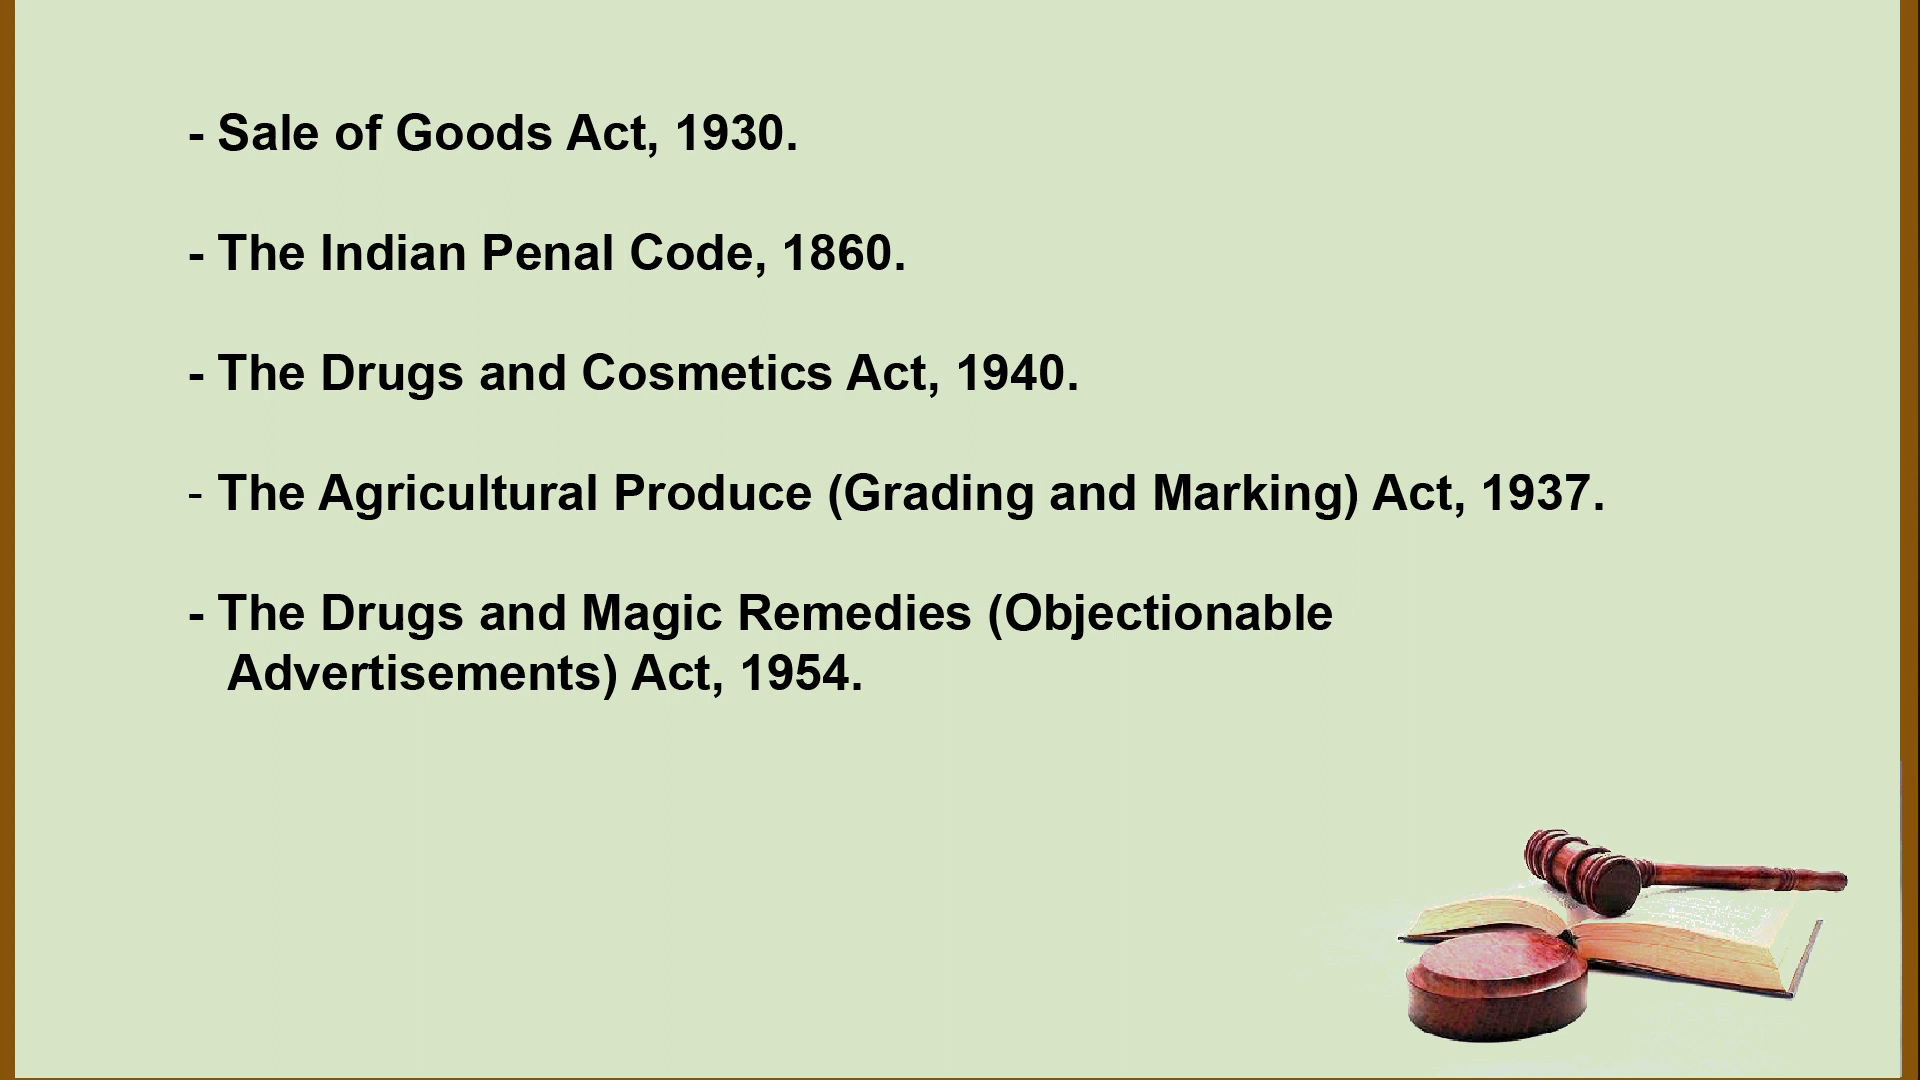 - Sale of Goods Act, 1930.
- The Indian Penal Code, 1860.
- The Drugs and Cosmetics Act, 1940.
- The Agricultural Produce (Grading and Marking) Act, 1937.
- The Drugs and Magic Remedies (Objectionable
Advertisements) Act, 1954.